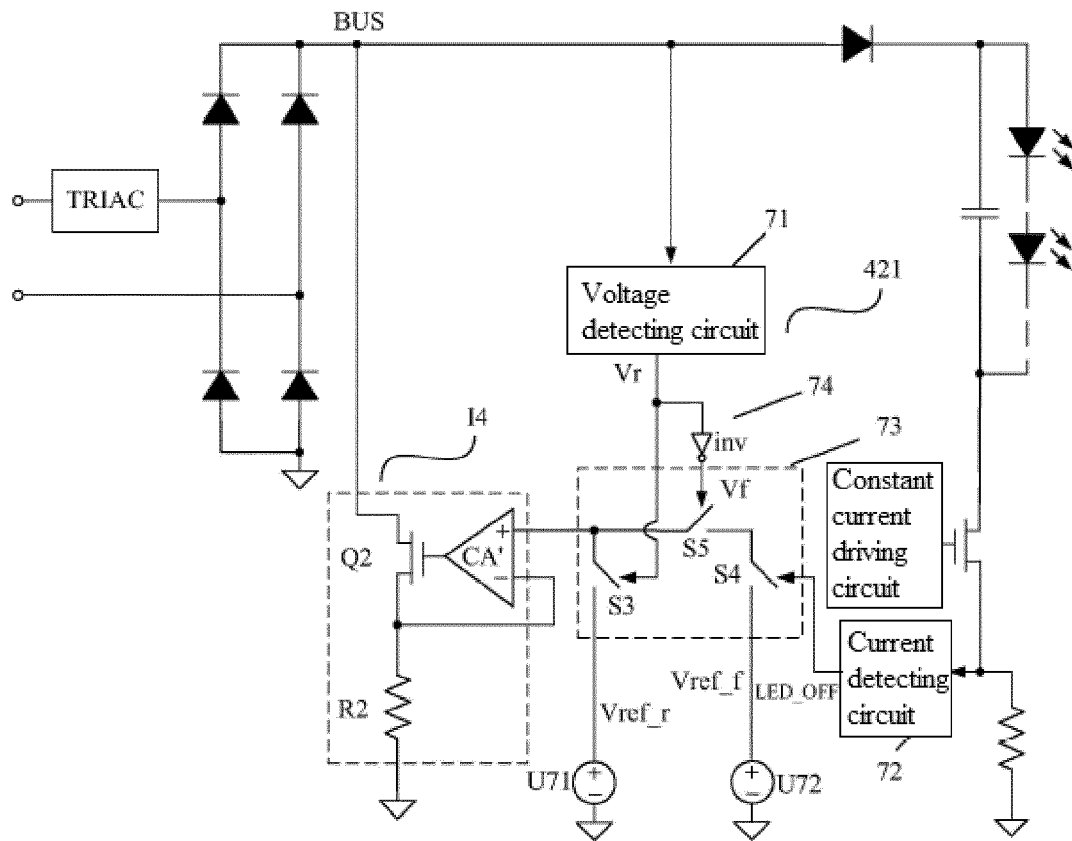 BUS
TRIAC
71
Voltage
detecting circuit
421
Vr
74
inv
I4
73
Vf
Constant
current
driving
circuit
Q2
+
CA'
−
S5
S4
S3
Current
detecting
circuit
Vref_f
LED_OFF
R2
Vref_r
72
U71
+
−
+
−
U72